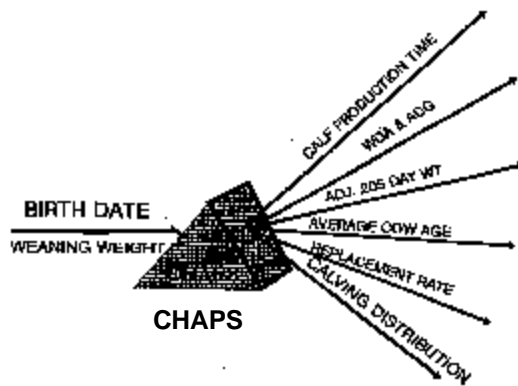 CALF PRODUCTION TIME
WDA & ADG
ADJ. 205 DAY WT
BIRTH DATE
AVERAGE COW AGE
WEANING WEIGHT
REPLACEMENT RATE
CALVING DISTRIBUTION
CHAPS